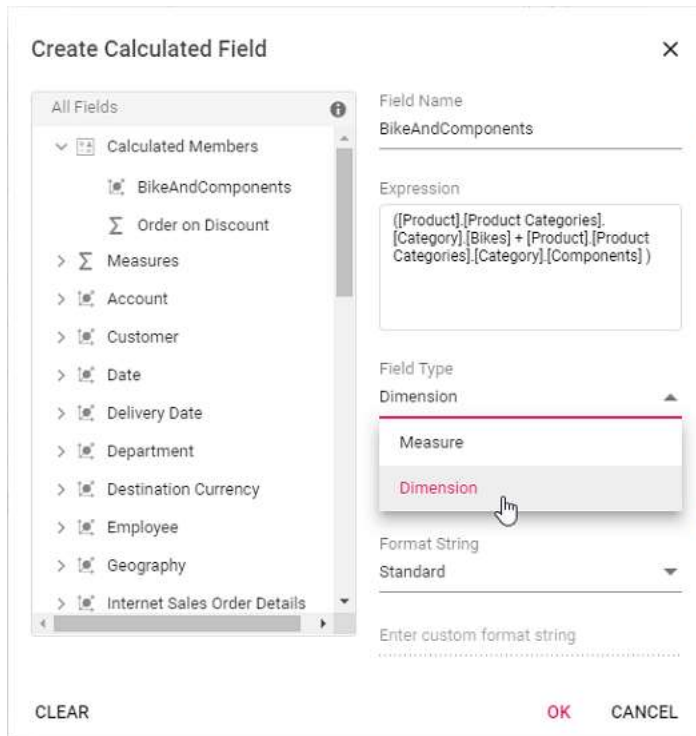 Create Calculated Field
All Fields
Calculated Members
BikeAndComponents
Order on Discount
Measures
Account
Customer
Date
Delivery Date
Department
Destination Currency
Employee
Geography
Internet Sales Order Details
Field Name
BikeAndComponents
Expression
([Product].[Product Categories].
[Category].[Bikes] + [Product].[Product
Categories].[Category].[Components] )
Field Type
Dimension
Measure
Dimension
Format String
Standard
Enter custom format string
CLEAR
OK
CANCEL